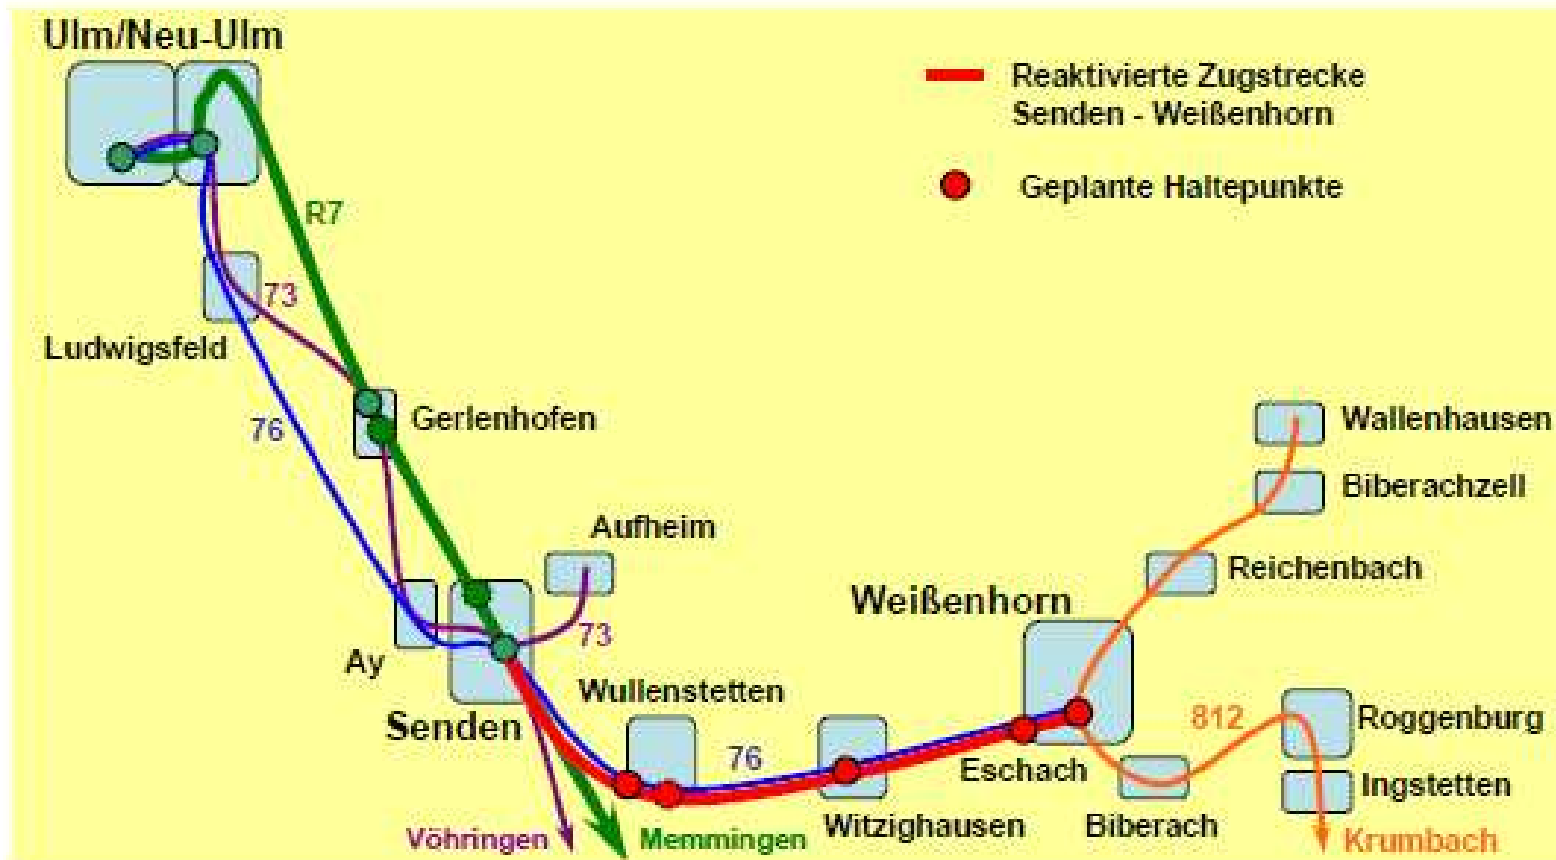 Ulm/Neu-Ulm
Reaktivierte Zugstrecke
Senden - Weißenhorn
Geplante Haltepunkte
R7
73
Ludwigsfeld
76
Gerlenhofen
Wallenhausen
Biberachzell
Aufheim
Reichenbach
Weißenhorn
73
Ay
Wullenstetten
Senden
76
812
Roggenburg
Eschach
Ingstetten
Vöhringen
Memmingen
Witzighausen
Biberach
Krumbach